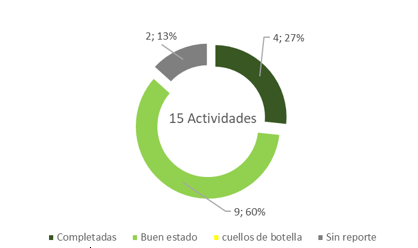 2; 13%
4; 27%
15 Actividades
9; 60%
Completadas
Buen estado
cuellos de botella
Sin reporte